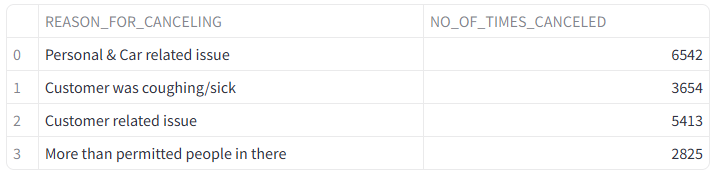 REASON_FOR_CANCELING NO_OF_TIMES_CANCELED
0 Personal & Car related issue 6542
1 Customer was coughing/sick 3654
2 Customer related issue 5413
3 More than permitted people in there 2825